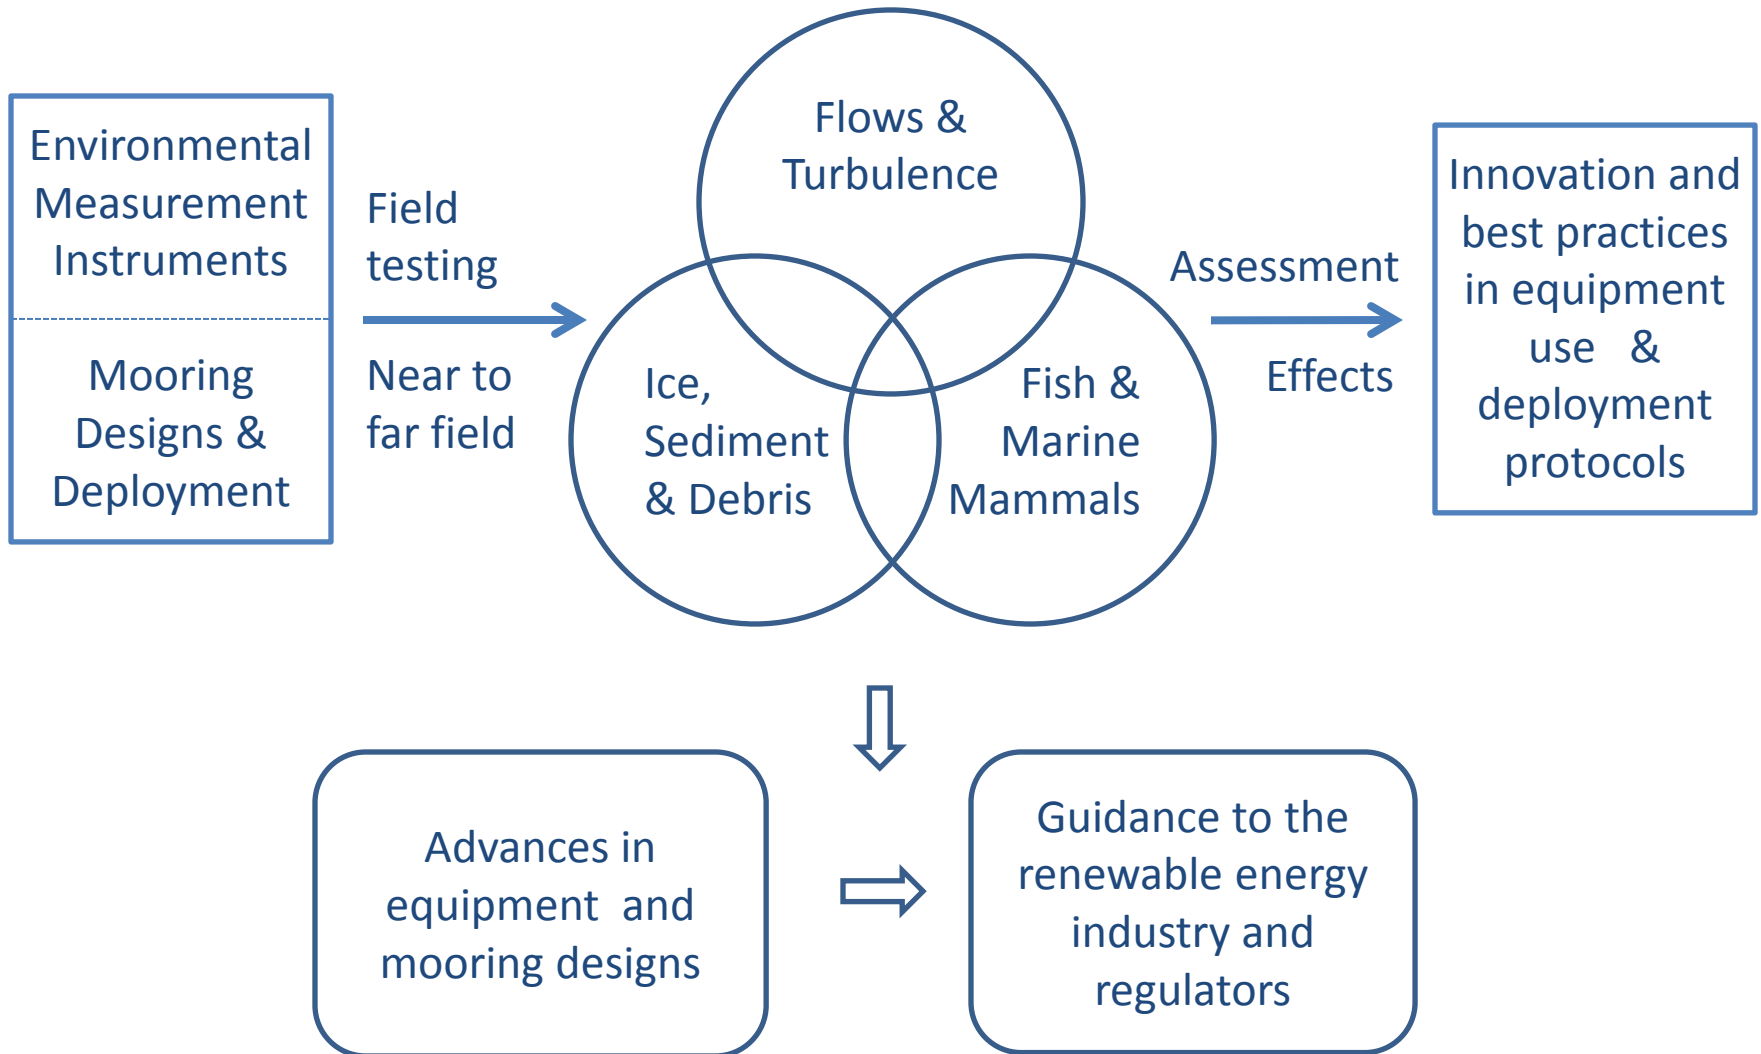 Environmental
Measurement
Instruments
Mooring
Designs &
Deployment
Field
testing
Near to
far field
Flows &
Turbulence
Ice,
Sediment
& Debris
Fish &
Marine
Mammals
Assessment
Effects
Innovation and
best practices
in equipment
use & 
deployment
protocols
Advances in
equipment and
mooring designs
Guidance to the
renewable energy
industry and
regulators